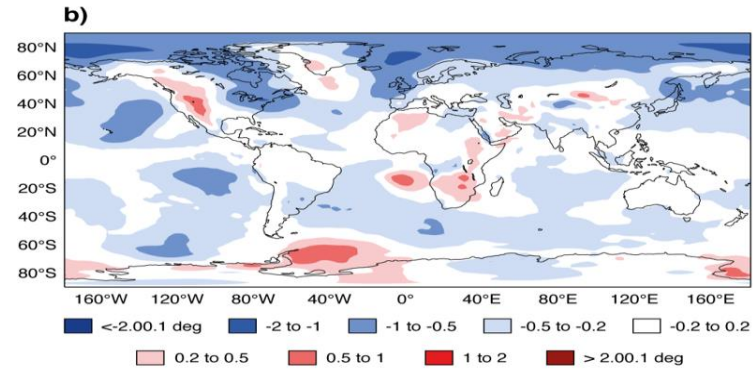 b)
80°N
60°N
40°N
20°N
0°
20°S
40°S
60°S
80°S
160°W 120°W 80°W 40°W 0° 40°E 80°E 120°E 160°E
<-2.00.1 deg -2 to -1 -1 to -0.5 -0.5 to -0.2 -0.2 to 0.2
0.2 to 0.5 0.5 to 1 1 to 2 > 2.00.1 deg